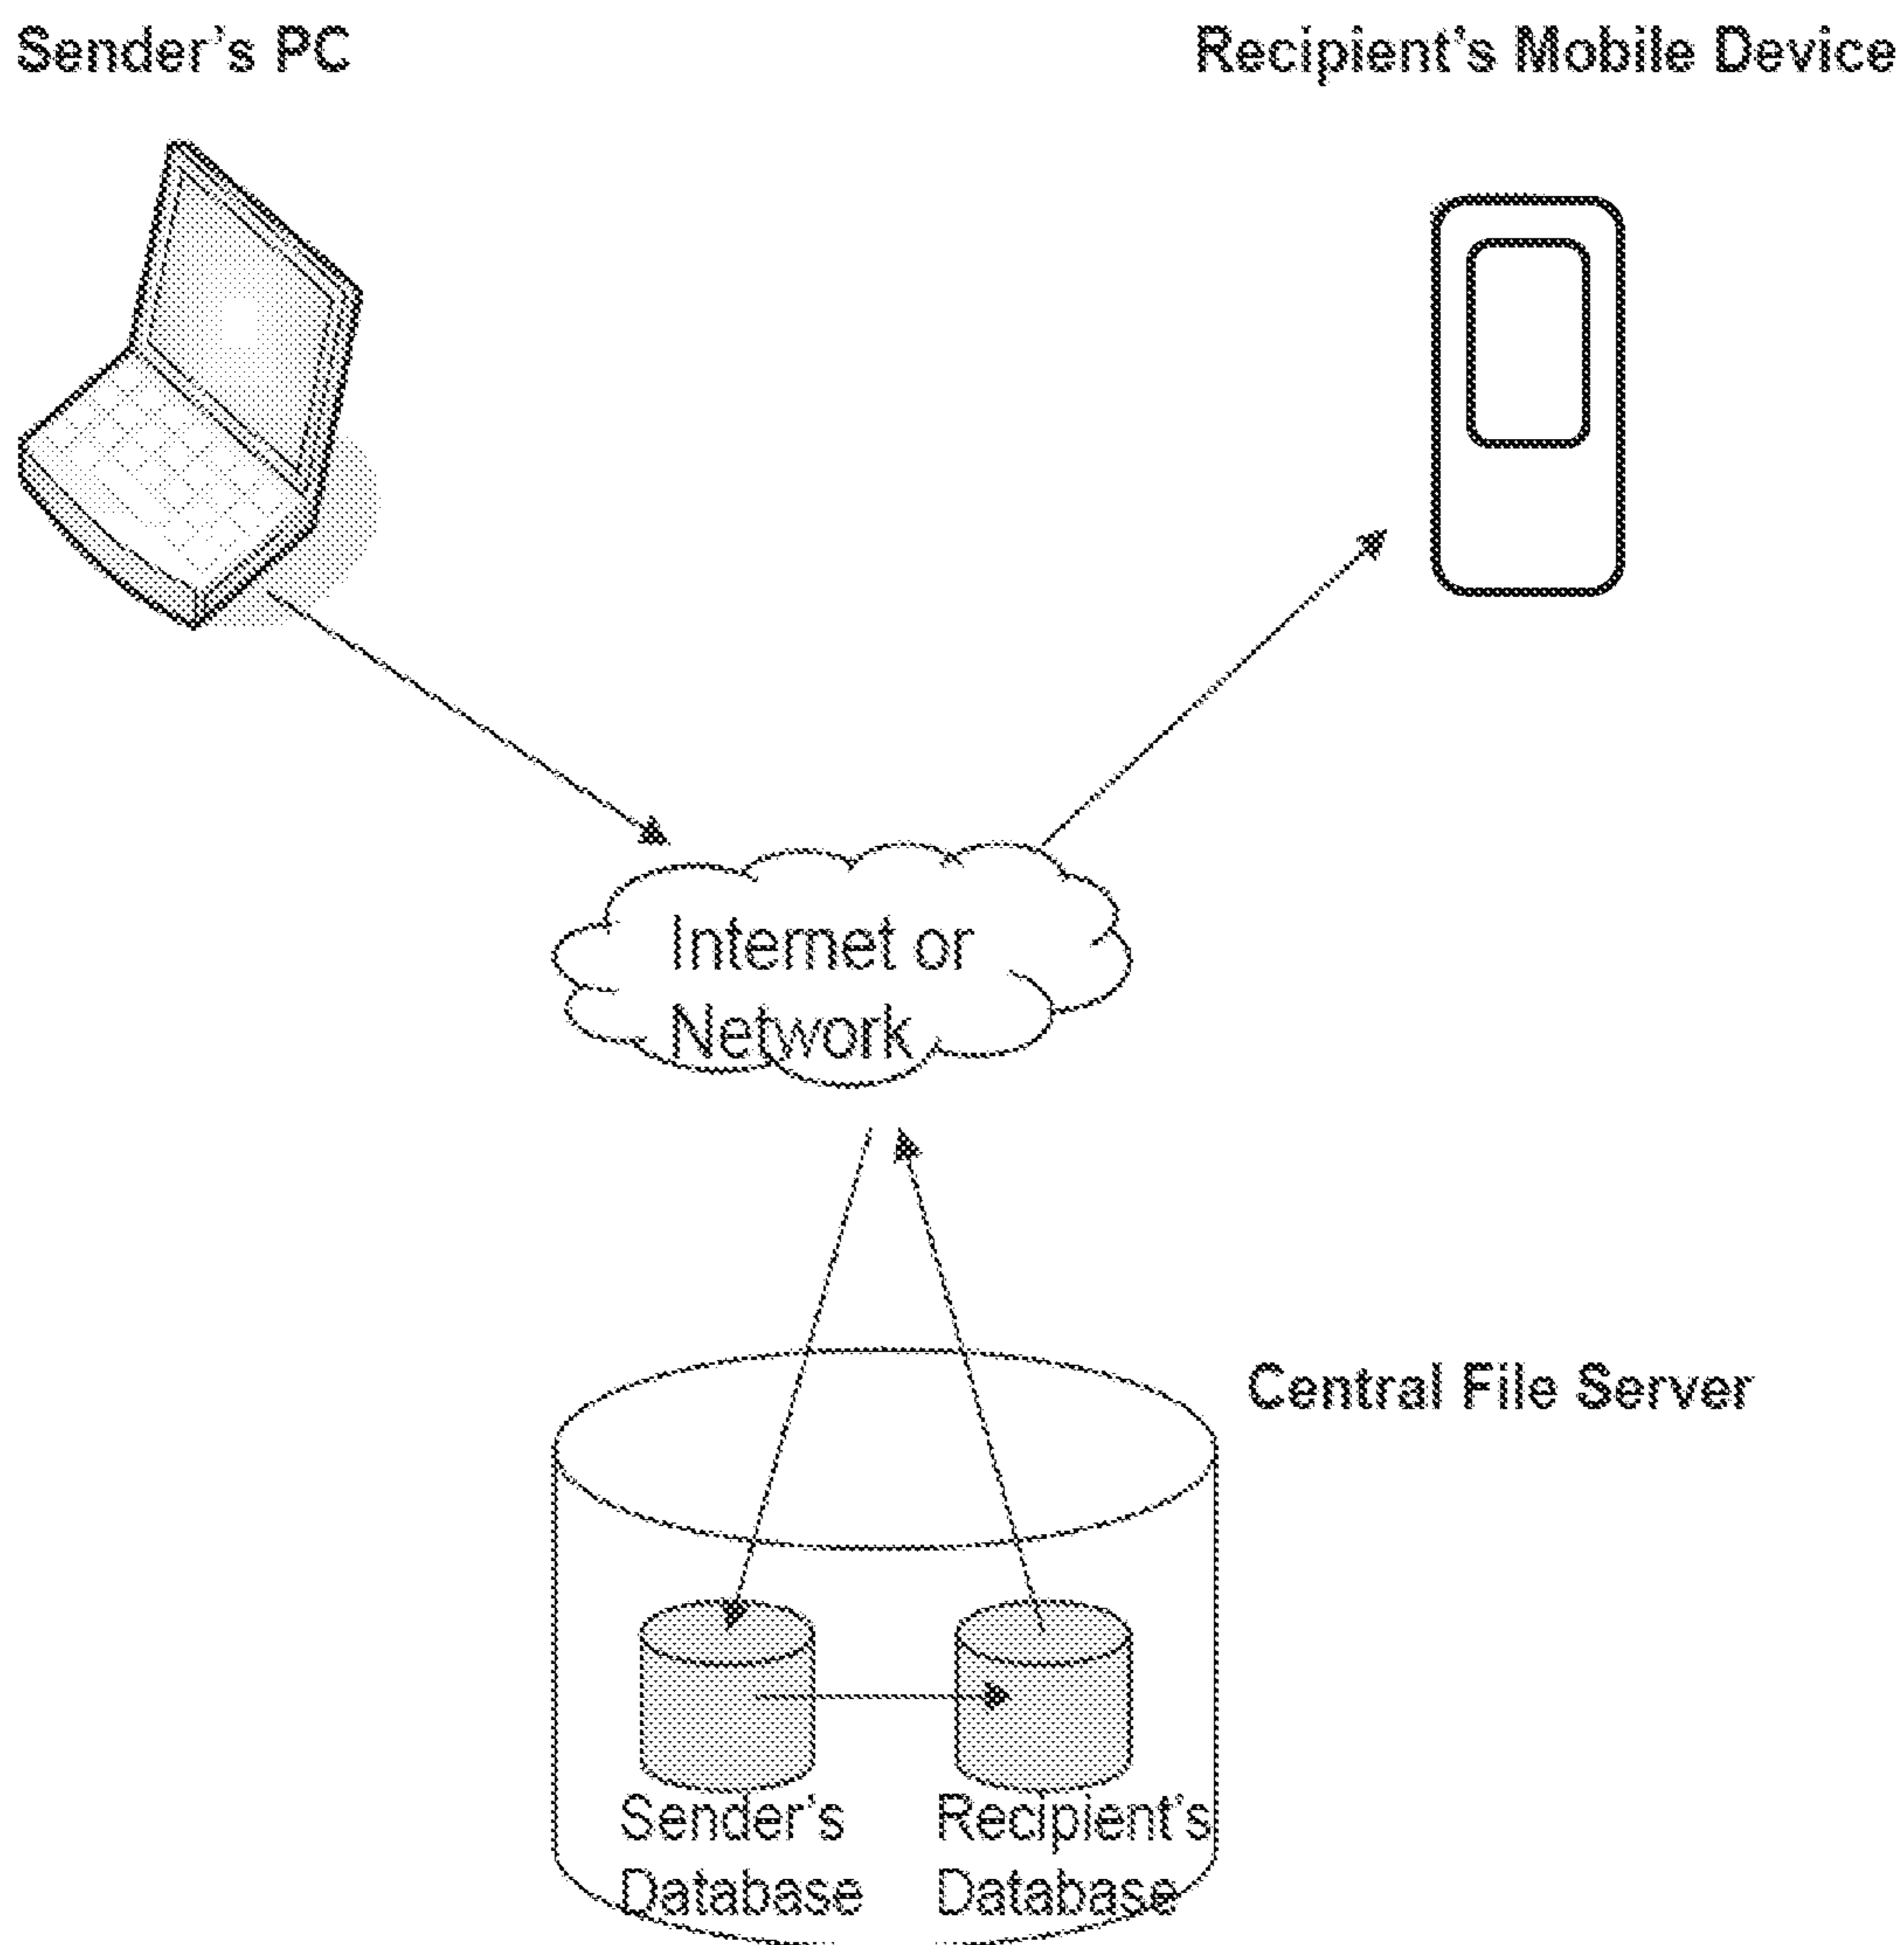 Sender's PC
Recipient's Mobile Device
Internet or
Network
Central File Server
Sender's
Database
Recipient's
Database